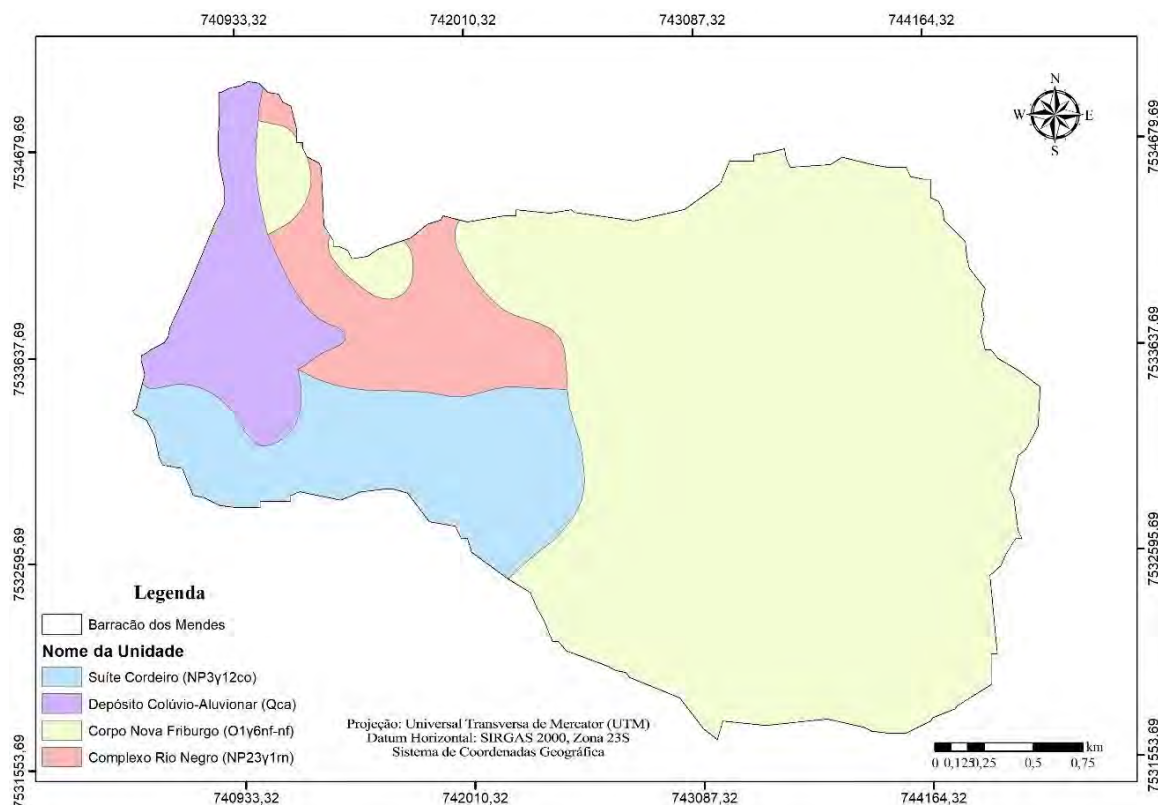 740933,32 742010,32 743087,32 744164,32
N
W E
S
7534679,69 7534679,69
7533637,69 7533637,69
7532595,69 7532595,69
7531553,69 7531553,69
Legenda
Barracão dos Mendes
Nome da Unidade
Suíte Cordeiro (NP3γ12co)
Depósito Colúvio-Aluvionar (Qca)
Corpo Nova Friburgo (O1γ6nf-nf)
Complexo Rio Negro (NP23γ1rn)
Projeção: Universal Transversa de Mercator (UTM)
Datum Horizontal: SIRGAS 2000, Zona 23S
Sistema de Coordenadas Geográfica
km
0 0,125 0,25 0,5 0,75
740933,32 742010,32 743087,32 744164,32